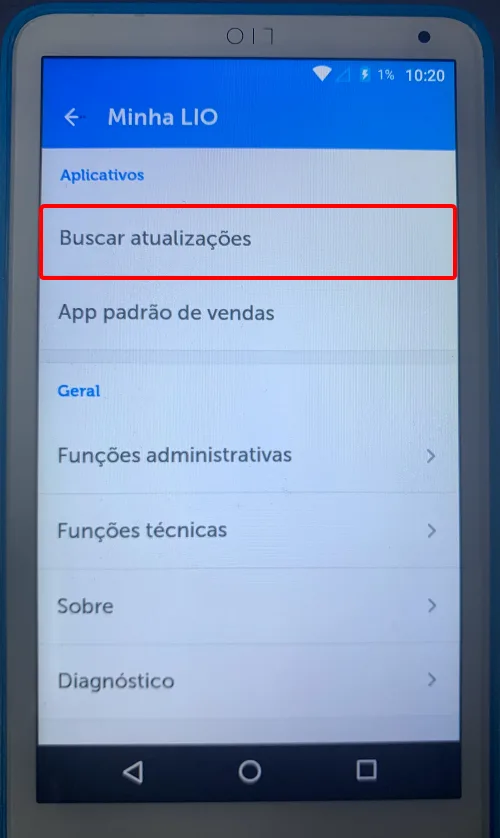 LIO
1% 10:20
Minha LIO
Aplicativos
Buscar atualizações
App padrão de vendas
Geral
Funções administrativas
Funções técnicas
Sobre
Diagnóstico